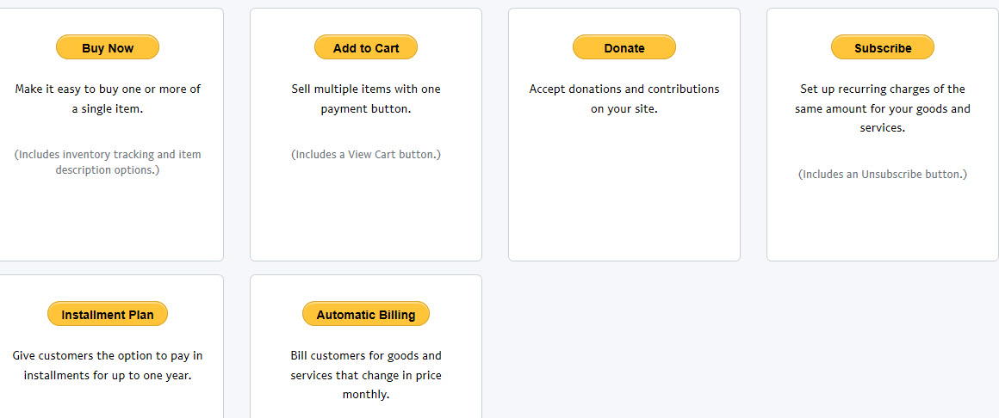 Buy Now
Make it easy to buy one or more of
a single item.
(Includes inventory tracking and item
description options.)
Add to Cart
Sell multiple items with one
payment button.
(Includes a View Cart button.)
Donate
Accept donations and contributions
on your site.
Subscribe
Set up recurring charges of the
same amount for your goods and
services.
(Includes an Unsubscribe button.)
Installment Plan
Give customers the option to pay in
installments for up to one year.
Automatic Billing
Bill customers for goods and
services that change in price
monthly.